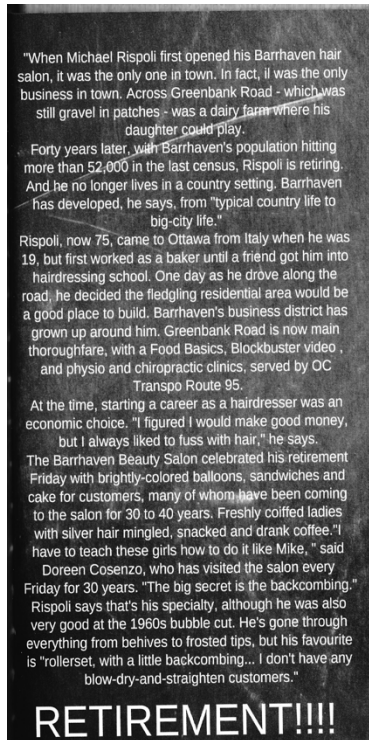 "When Michael Rispoli first opened his Barrhaven hair
salon, it was the only one in town. In fact, il was the only
business in town. Across Greenbank Road - which was
still gravel in patches - was a dairy farm where his
daughter could play.
Forty years later, with Barrhaven's population hitting
more than 52,000 in the last census, Rispoli is retiring.
And he no longer lives in a country setting. Barrhaven
has developed, he says, from "typical country life to
big-city life."
Rispoli, now 75, came to Ottawa from Italy when he was
19, but first worked as a baker until a friend got him into
hairdressing school. One day as he drove along the
road, he decided the fledgling residential area would be
a good place to build. Barrhaven's business district has
grown up around him. Greenbank Road is now main
thoroughfare, with a Food Basics, Blockbuster video ,
and physio and chiropractic clinics, served by OC
Transpo Route 95.
At the time, starting a career as a hairdresser was an
economic choice. "I figured I would make good money,
but I always liked to fuss with hair," he says.
The Barrhaven Beauty Salon celebrated his retirement
Friday with brightly-colored balloons, sandwiches and
cake for customers, many of whom have been coming
to the salon for 30 to 40 years. Freshly coiffed ladies
with silver hair mingled, snacked and drank coffee."I
have to teach these girls how to do it like Mike, " said
Doreen Cosenzo, who has visited the salon every
Friday for 30 years. "The big secret is the backcombing."
Rispoli says that's his specialty, although he was also
very good at the 1960s bubble cut. He's gone through
everything from behives to frosted tips, but his favourite
is "rollerset, with a little backcombing... I don't have any
blow-dry-and-straighten customers."
RETIREMENT!!!!